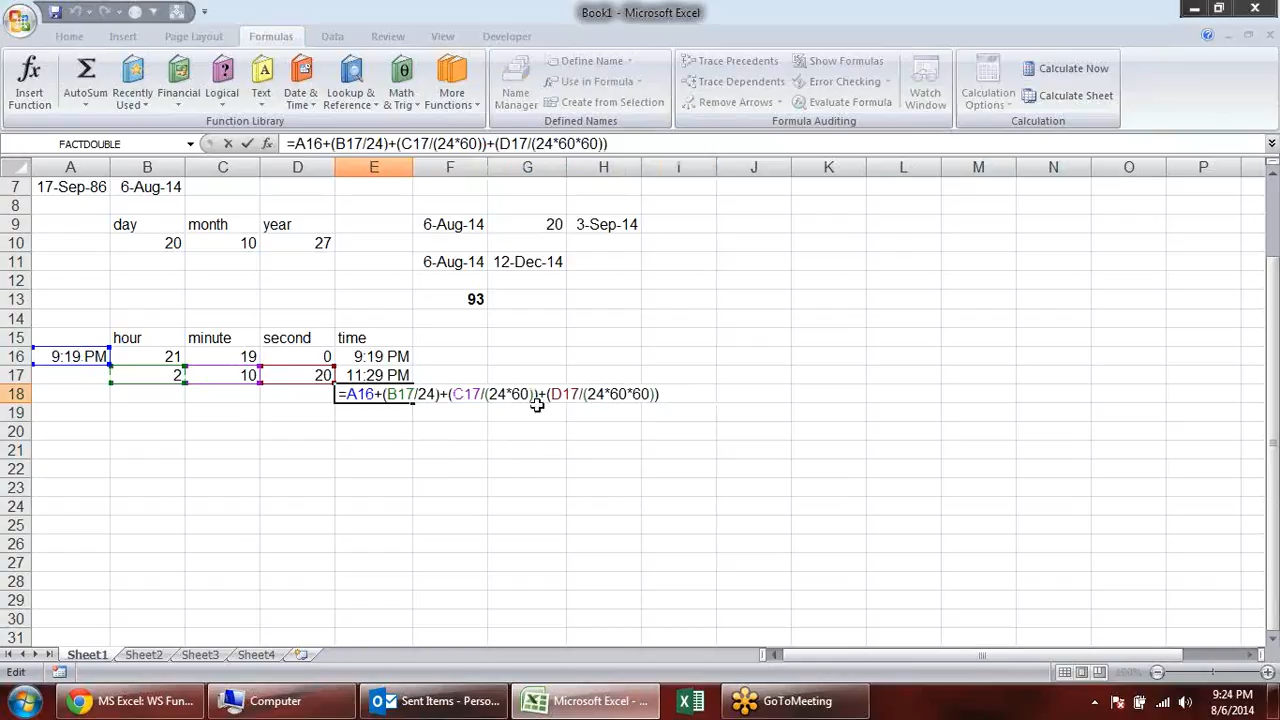 Book1 - Microsoft Excel
Home Insert Page Layout Formulas Data Review View Developer
fx Σ A θ
Insert Function
AutoSum
Recently Used
Financial
Logical
Text
Date & Time
Lookup & Reference
Math & Trig
More Functions
Function Library
Name Manager
Define Name
Use in Formula
Create from Selection
Defined Names
Trace Precedents
Trace Dependents
Remove Arrows
Show Formulas
Error Checking
Evaluate Formula
Formula Auditing
Watch Window
Calculation Options
Calculate Now
Calculate Sheet
Calculation
FACTDOUBLE fx =A16+(B17/24)+(C17/(24*60))+(D17/(24*60*60))
A B C D E F G H I J K L M N O P
7 17-Sep-86 6-Aug-14
8
9 day month year 6-Aug-14 20 3-Sep-14
10 20 10 27
11 6-Aug-14 12-Dec-14
12
13 93
14
15 hour minute second time
16 9:19 PM 21 19 0 9:19 PM
17 2 10 20 11:29 PM
18 =A16+(B17/24)+(C17/(24*60))+(D17/(24*60*60))
19
20
21
22
23
24
25
26
27
28
29
30
31
Sheet1 Sheet2 Sheet3 Sheet4
Edit 100%
MS Excel: WS Fun... Computer Sent Items - Perso... Microsoft Excel - ... GoToMeeting
9:24 PM
8/6/2014